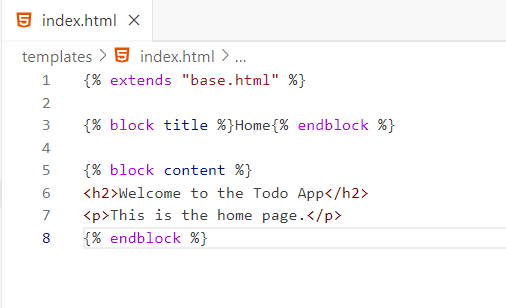 index.html ×
templates > index.html > ...
1 {% extends "base.html" %}
2
3 {% block title %}Home{% endblock %}
4
5 {% block content %}
6 <h2>Welcome to the Todo App</h2>
7 <p>This is the home page.</p>
8 {% endblock %}